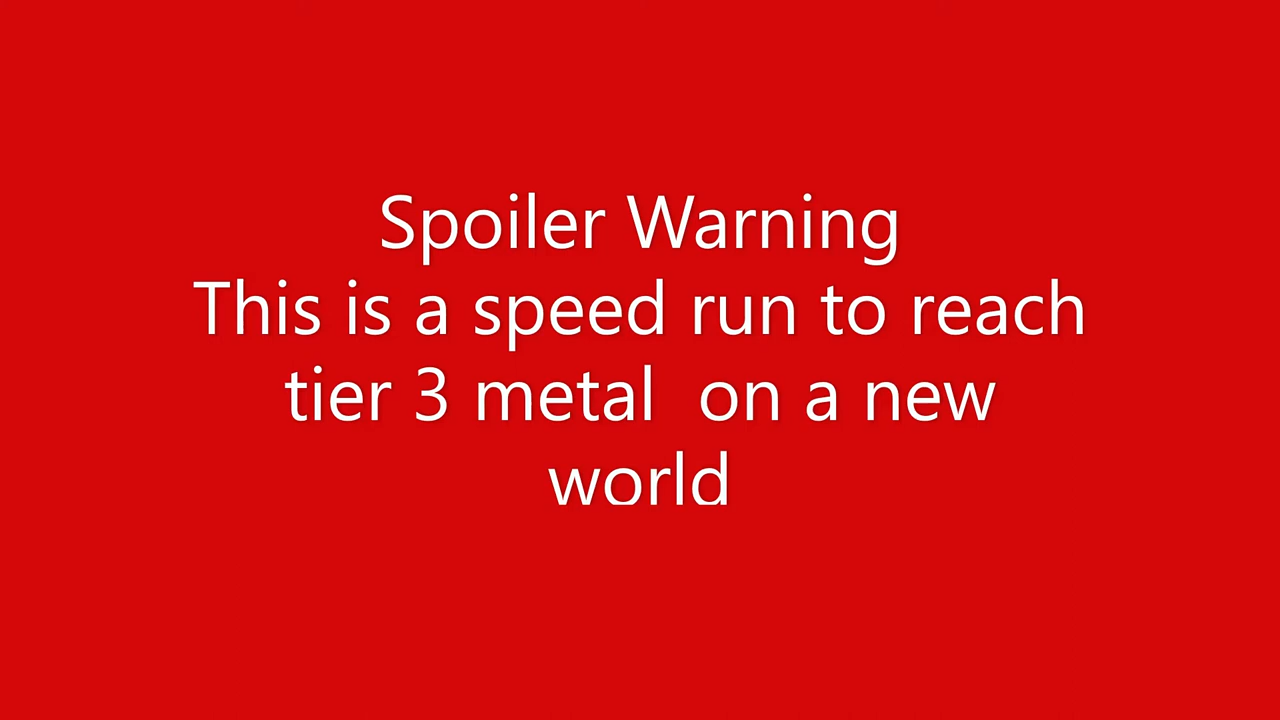 Spoiler Warning
This is a speed run to reach
tier 3 metal  on a new
world